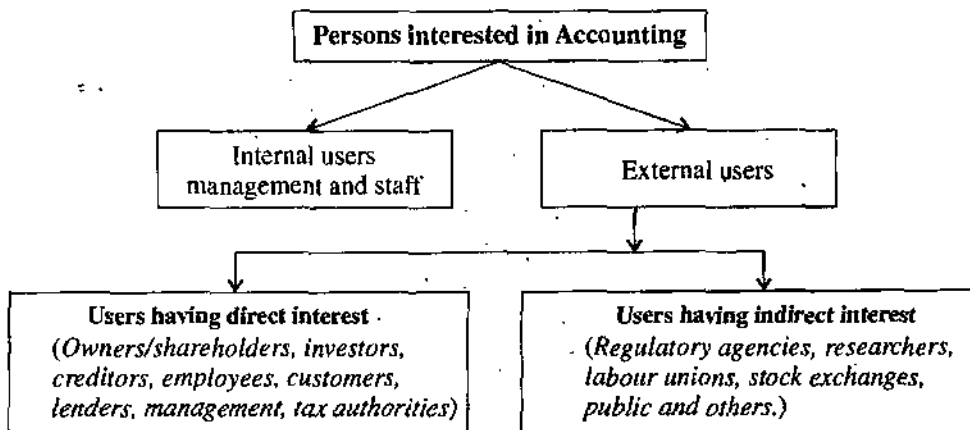 Persons interested in Accounting
Internal users
management and staff
External users
Users having direct interest
(Owners/shareholders, investors,
creditors, employees, customers,
lenders, management, tax authorities)
Users having indirect interest
(Regulatory agencies, researchers,
labour unions, stock exchanges,
public and others.)